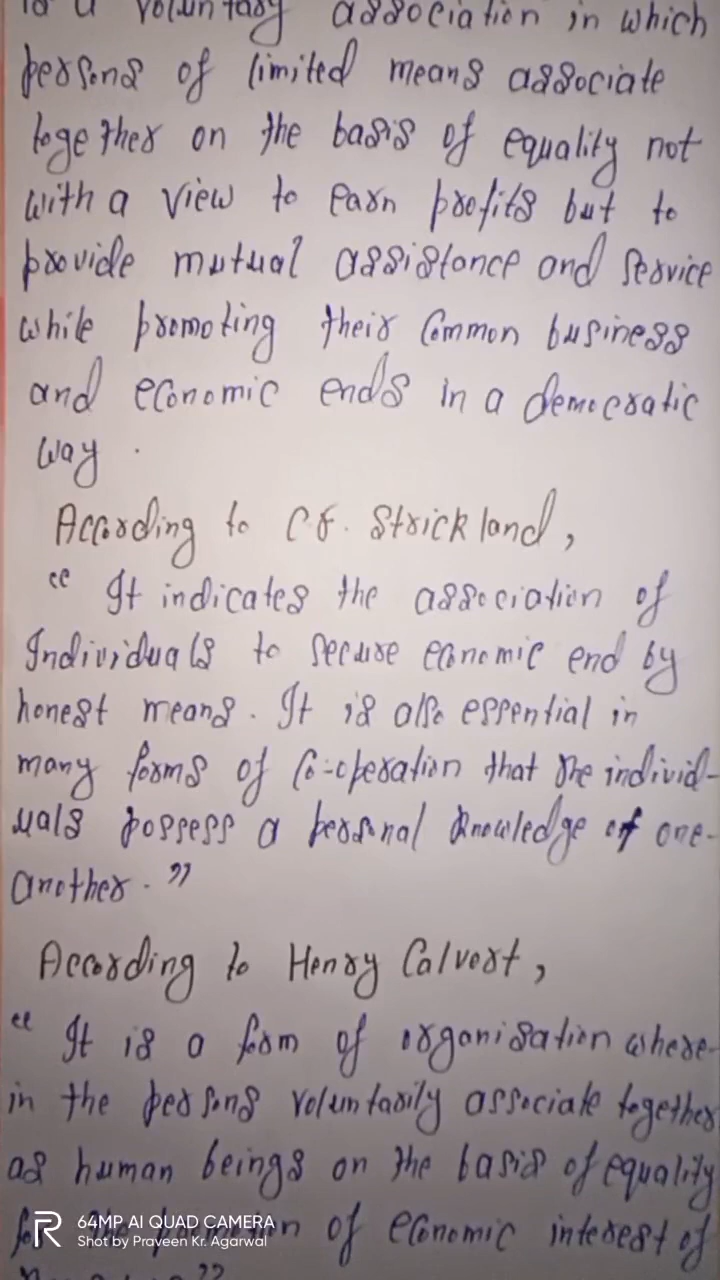 is a voluntary association in which
persons of limited means associate
together on the basis of equality not
with a view to earn profits but to
provide mutual assistance and service
while promoting their common business
and economic ends in a democratic
way.
According to C.F. Strickland,
“ It indicates the association of
Individuals to secure economic end by
honest means. It is also essential in
many forms of Co-operation that the individ-
uals possess a personal knowledge of one-
another. ”
According to Henry Calvert,
“ It is a form of organisation where-
in the persons voluntarily associate together
as human beings on the basis of equality
of economic interest of
”
64MP AI QUAD CAMERA
Shot by Praveen Kr. Agarwal